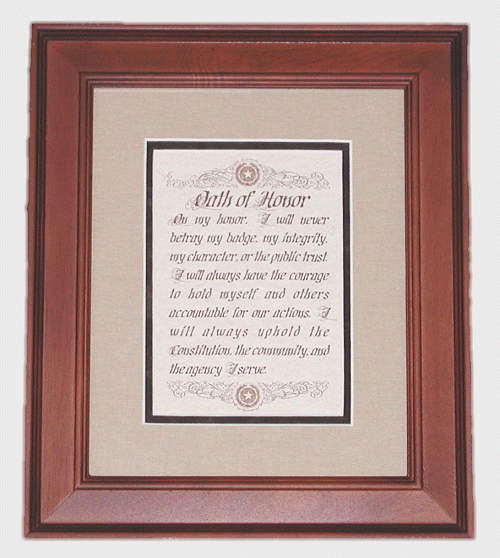 Oath of Honor
On my honor, I will never
betray my badge, my integrity,
my character, or the public trust.
I will always have the courage
to hold myself and others
accountable for our actions. I
will always uphold the
Constitution, the community, and
the agency I serve.